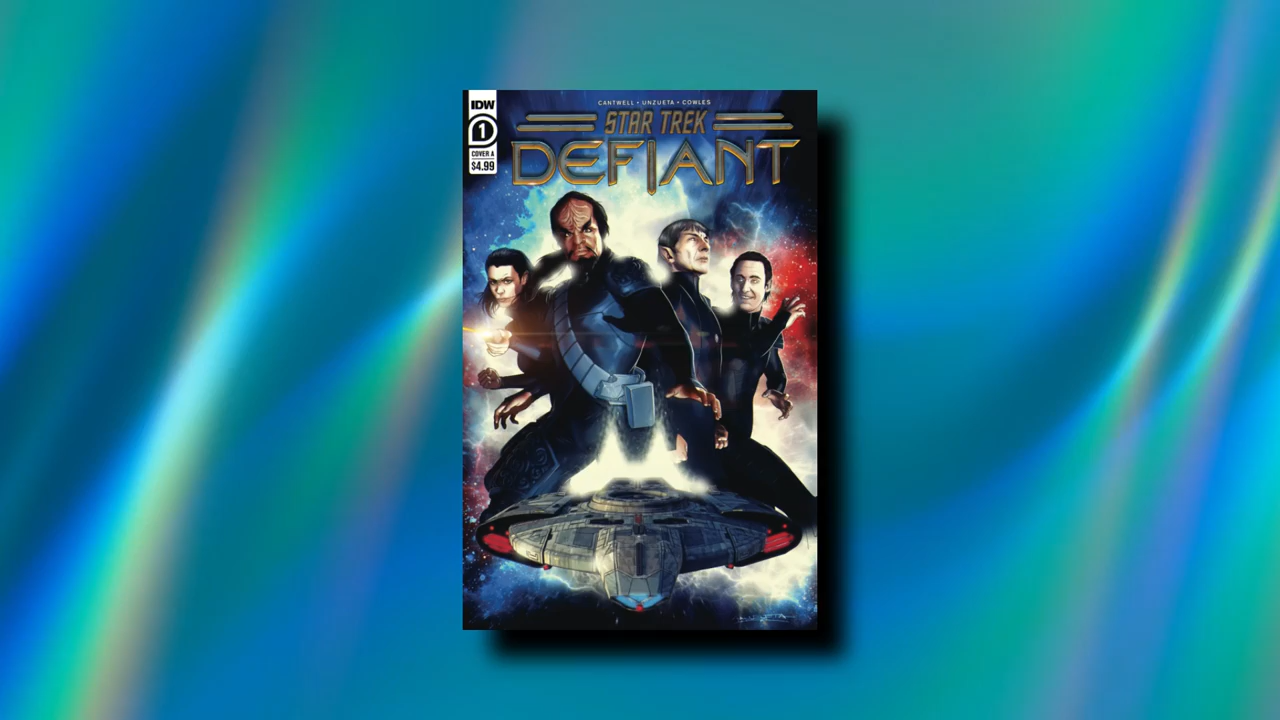 IDW
1
COVER A
$4.99
CANTWELL • UNZUETA • COWLES
STAR TREK
DEFIANT